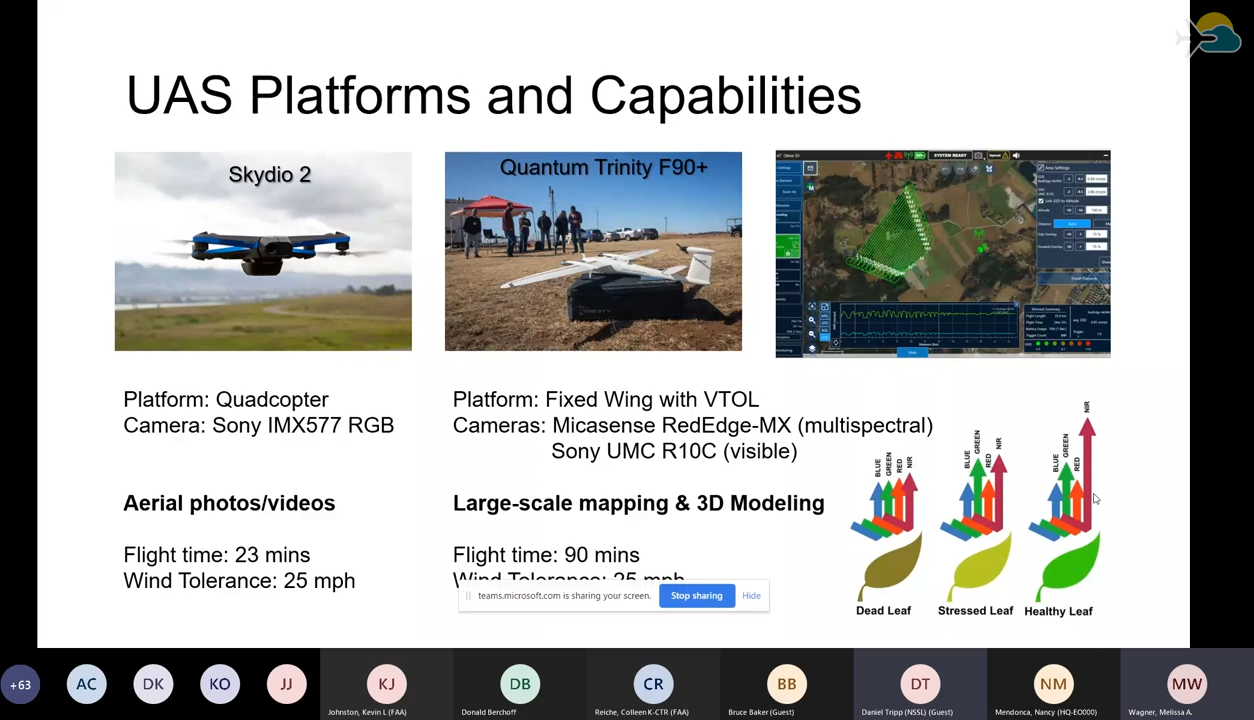 UAS Platforms and Capabilities
Skydio 2
Quantum Trinity F90+
SYSTEM READY
Area Settings
Platform: Quadcopter
Camera: Sony IMX577 RGB
Aerial photos/videos
Flight time: 23 mins
Wind Tolerance: 25 mph
Platform: Fixed Wing with VTOL
Cameras: Micasense RedEdge-MX (multispectral)
Sony UMC R10C (visible)
Large-scale mapping & 3D Modeling
Flight time: 90 mins
Wind Tolerance: 25 mph
BLUE
GREEN
RED
NIR
BLUE
GREEN
RED
NIR
BLUE
GREEN
RED
NIR
Dead Leaf
Stressed Leaf
Healthy Leaf
teams.microsoft.com is sharing your screen.
Stop sharing
Hide
+63
AC
DK
KO
JJ
KJ
DB
CR
BB
DT
NM
MW
Johnston, Kevin L (FAA)
Donald Berchoff
Reiche, Colleen K-CTR (FAA)
Bruce Baker (Guest)
Daniel Tripp (NSSL) (Guest)
Mendonca, Nancy (HQ-EO000)
Wagner, Melissa A.